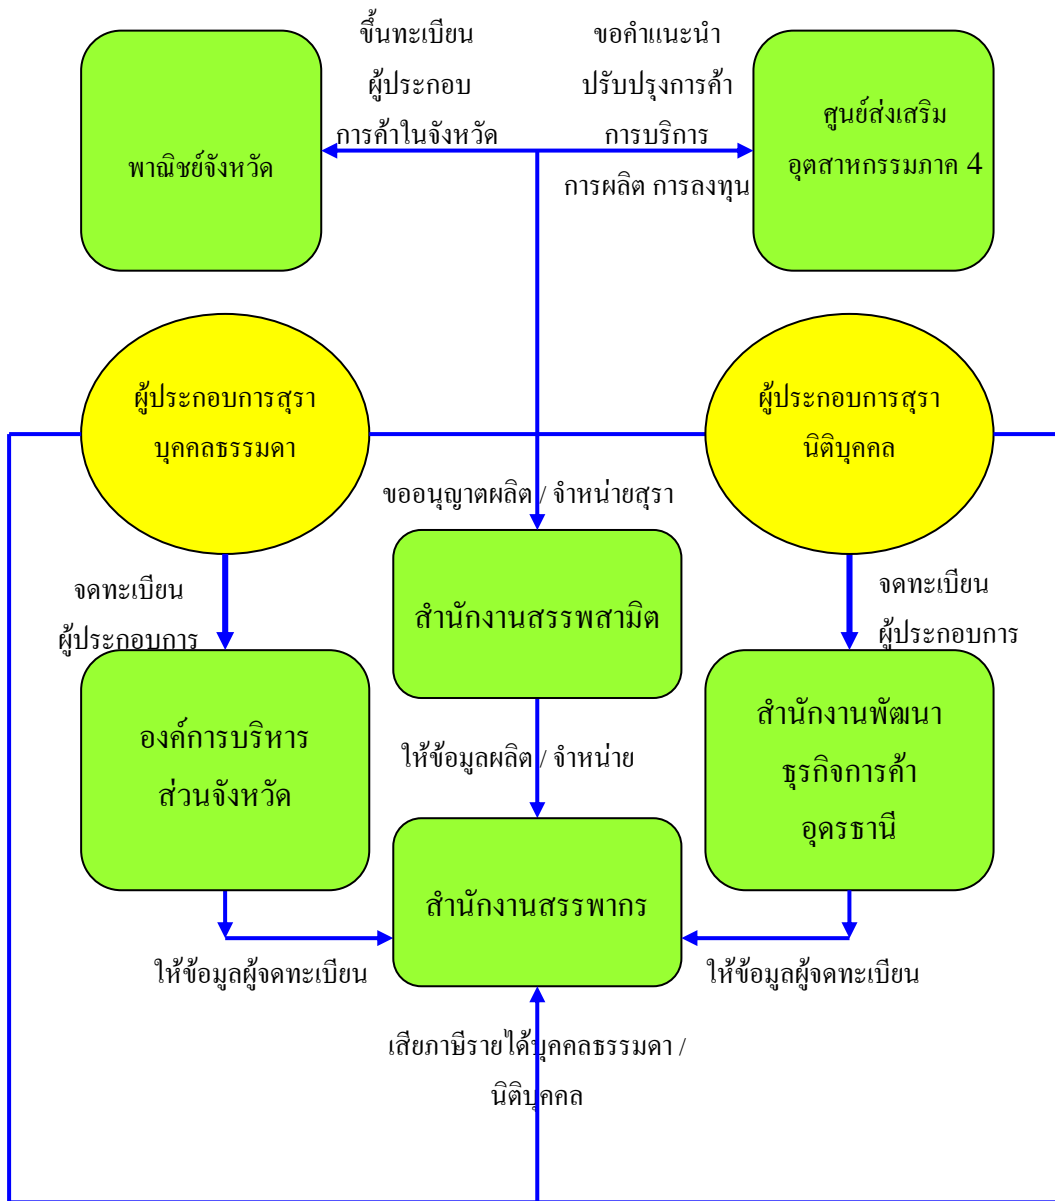 ขึ้นทะเบียน
ผู้ประกอบ
การค้าในจังหวัด
ขอคำแนะนำ
ปรับปรุงการค้า
การบริการ
การผลิต การลงทุน
พาณิชย์จังหวัด
ศูนย์ส่งเสริม
อุตสาหกรรมภาค 4
ผู้ประกอบการสุรา
บุคคลธรรมดา
ผู้ประกอบการสุรา
นิติบุคคล
ขออนุญาตผลิต / จำหน่ายสุรา
จดทะเบียน
ผู้ประกอบการ
สำนักงานสรรพสามิต
จดทะเบียน
ผู้ประกอบการ
องค์การบริหาร
ส่วนจังหวัด
ให้ข้อมูลผลิต / จำหน่าย
สำนักงานพัฒนา
ธุรกิจการค้า
อุดรธานี
สำนักงานสรรพากร
ให้ข้อมูลผู้จดทะเบียน
ให้ข้อมูลผู้จดทะเบียน
เสียภาษีรายได้บุคคลธรรมดา /
นิติบุคคล